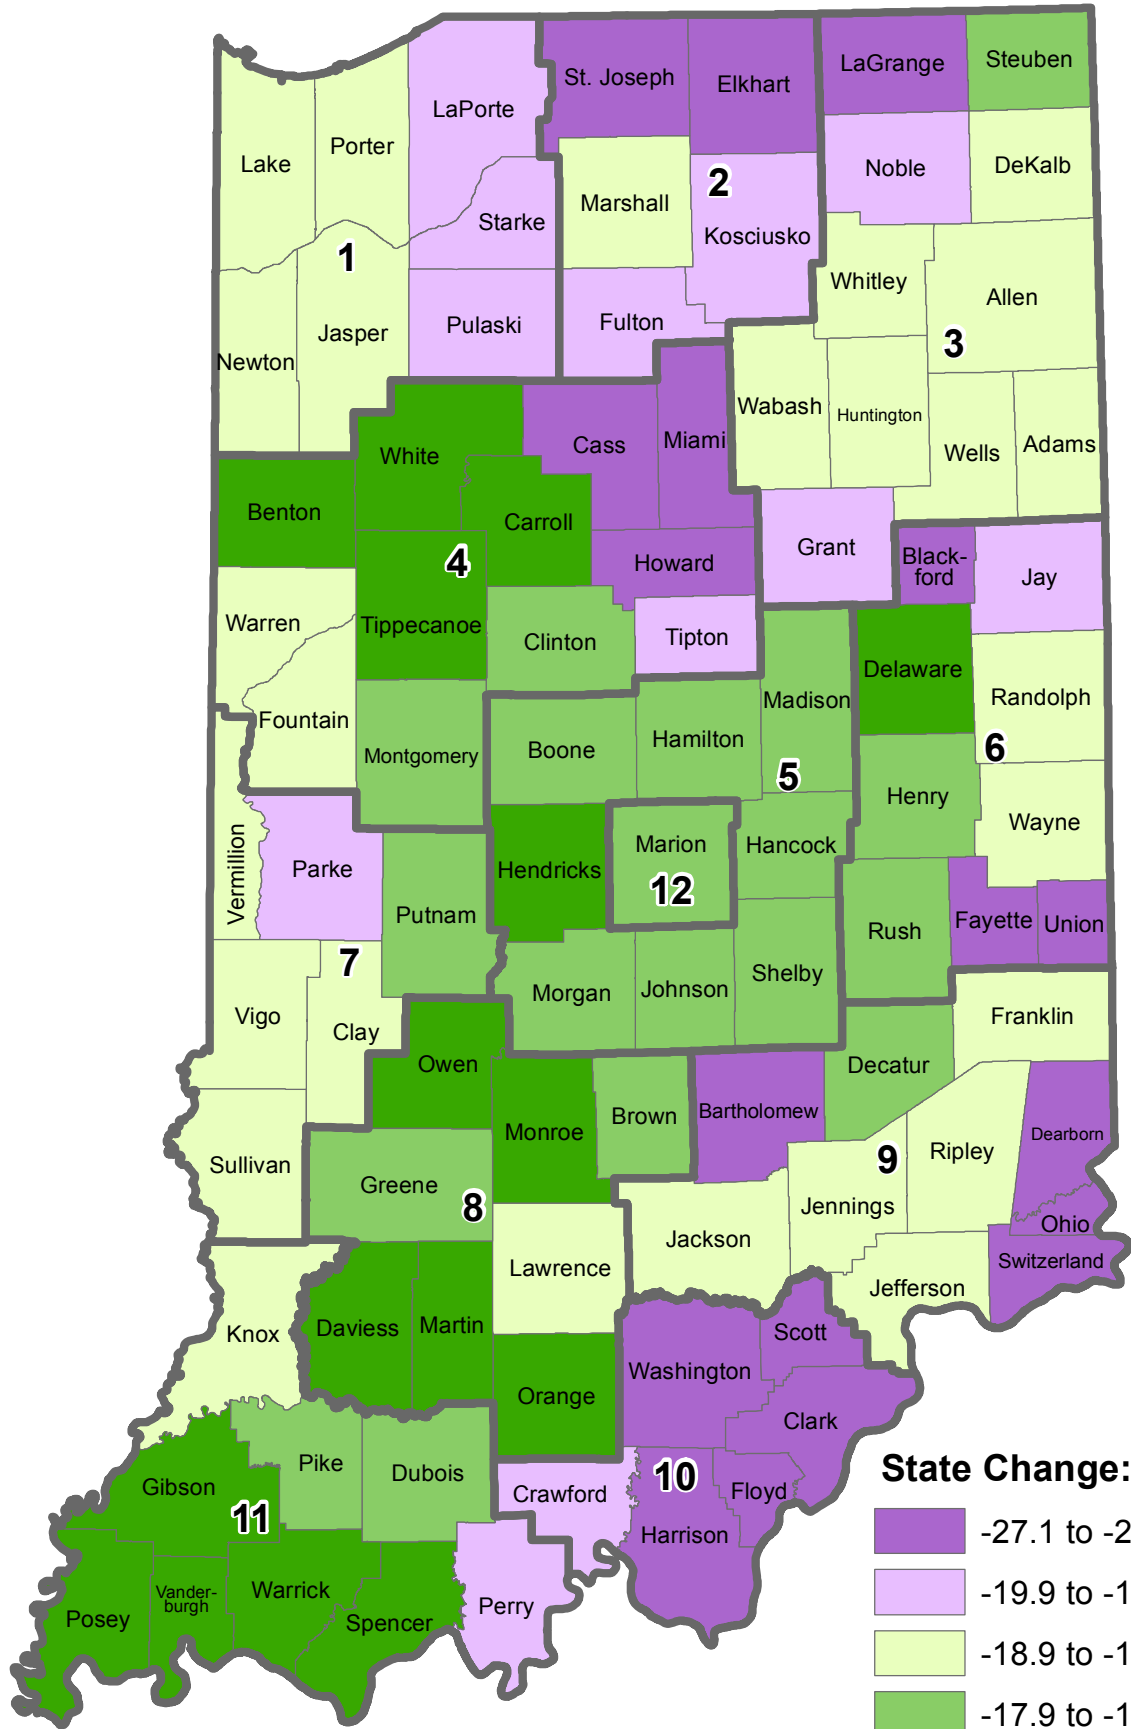 LaPorte
St. Joseph
Elkhart
LaGrange
Steuben
Lake
Porter
Noble
DeKalb
Marshall
2
Starke
Kosciusko
1
Whitley
Allen
Jasper
Pulaski
Fulton
3
Newton
Wabash
Huntington
White
Cass
Miami
Wells
Adams
Benton
Carroll
4
Howard
Grant
Black-
ford
Jay
Warren
Tippecanoe
Clinton
Tipton
Delaware
Madison
Randolph
Fountain
Montgomery
Boone
Hamilton
5
6
Henry
Wayne
Vermillion
Parke
Hendricks
Marion
12
Hancock
Putnam
Rush
Fayette
Union
7
Vigo
Clay
Morgan
Johnson
Shelby
Franklin
Owen
Decatur
Monroe
Brown
Bartholomew
Dearborn
Sullivan
Greene
8
9
Ripley
Jennings
Ohio
Jackson
Lawrence
Switzerland
Jefferson
Knox
Daviess
Martin
Scott
Washington
Orange
Clark
Gibson
Pike
Dubois
Crawford
10
Floyd
11
Harrison
Posey
Vander-
burgh
Warrick
Spencer
Perry
State Change:
-27.1 to -2
-19.9 to -1
-18.9 to -1
-17.9 to -1